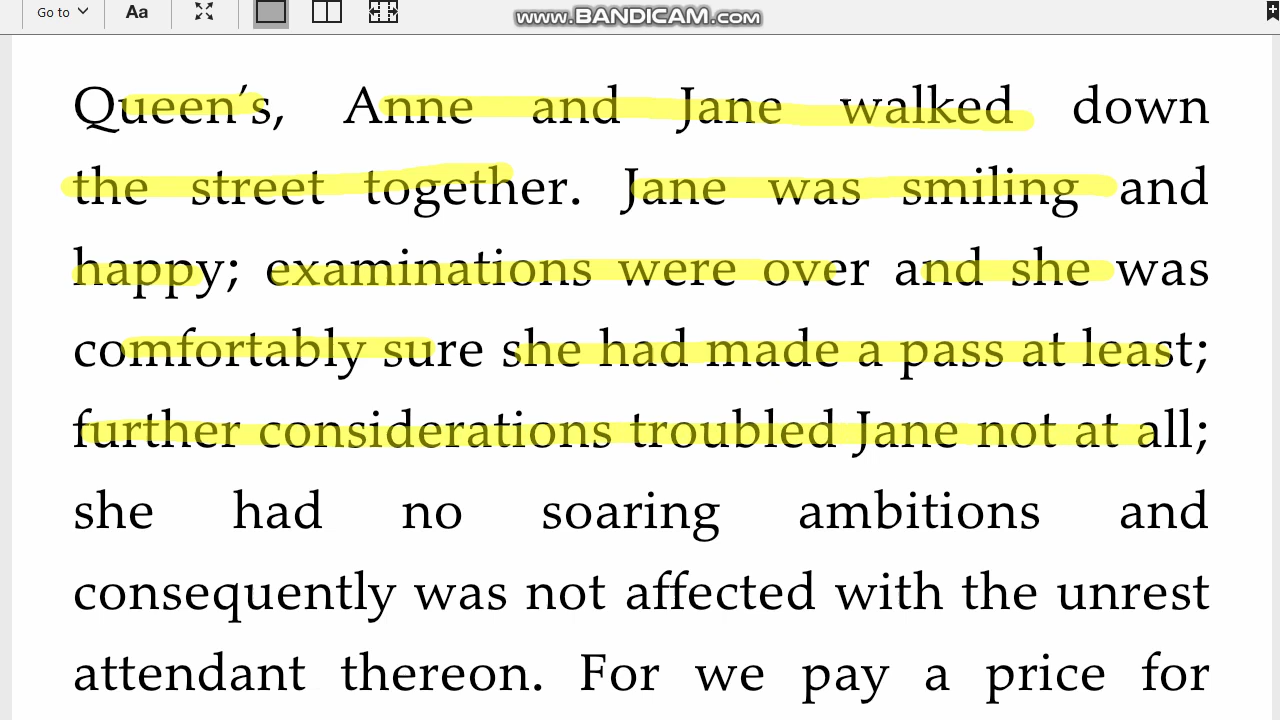 Go to Aa www.BANDICAM.com
Queen’s, Anne and Jane walked down
the street together. Jane was smiling and
happy; examinations were over and she was
comfortably sure she had made a pass at least;
further considerations troubled Jane not at all;
she had no soaring ambitions and
consequently was not affected with the unrest
attendant thereon. For we pay a price for